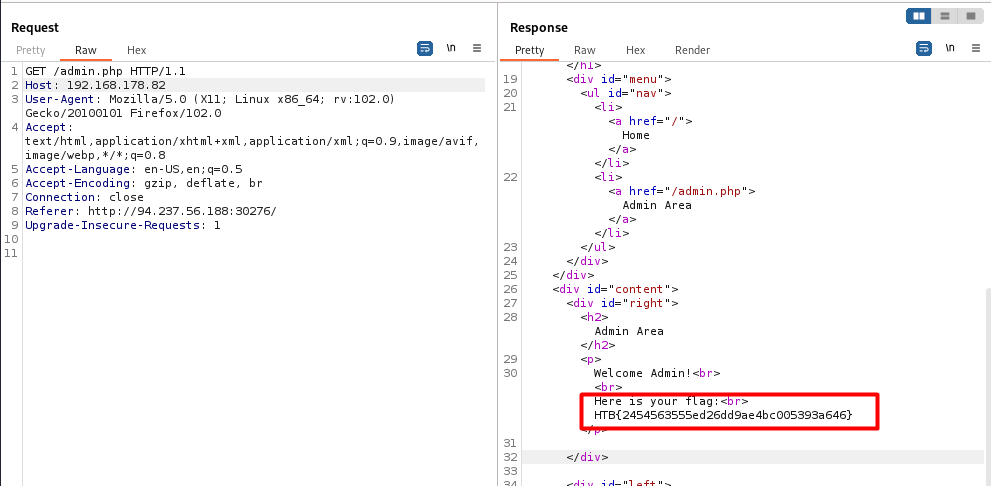 Request
Pretty Raw Hex \n
1 GET /admin.php HTTP/1.1
2 Host: 192.168.178.82
3 User-Agent: Mozilla/5.0 (X11; Linux x86_64; rv:102.0)
Gecko/20100101 Firefox/102.0
4 Accept:
text/html,application/xhtml+xml,application/xml;q=0.9,image/avif,
image/webp,*/*;q=0.8
5 Accept-Language: en-US,en;q=0.5
6 Accept-Encoding: gzip, deflate, br
7 Connection: close
8 Referer: http://94.237.56.188:30276/
9 Upgrade-Insecure-Requests: 1
10
11
Response
Pretty Raw Hex Render \n
</h1>
19 <div id="menu">
20 <ul id="nav">
21 <li>
<a href="/">
Home
</a>
</li>
22 <li>
<a href="/admin.php">
Admin Area
</a>
</li>
23 </ul>
24 </div>
25 </div>
26 <div id="content">
27 <div id="right">
28 <h2>
Admin Area
</h2>
29 <p>
30 Welcome Admin!<br>
<br>
Here is your flag:<br>
HTB{2454563555ed26dd9ae4bc005393a646}
</p>
31
32 </div>
33
34 <div id="left">